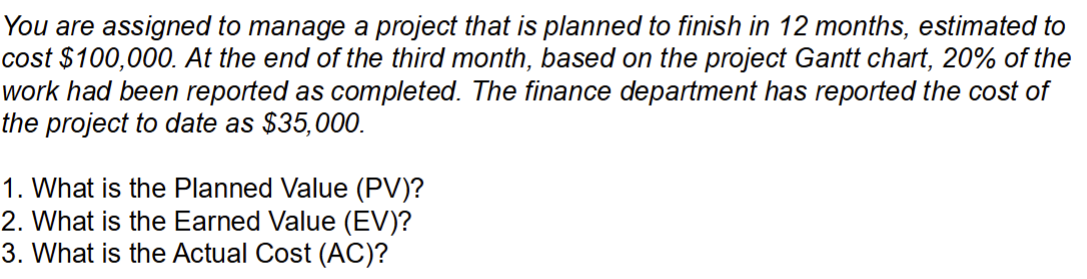 You are assigned to manage a project that is planned to finish in 12 months, estimated to
cost $100,000. At the end of the third month, based on the project Gantt chart, 20% of the
work had been reported as completed. The finance department has reported the cost of
the project to date as $35,000.
1. What is the Planned Value (PV)?
2. What is the Earned Value (EV)?
3. What is the Actual Cost (AC)?